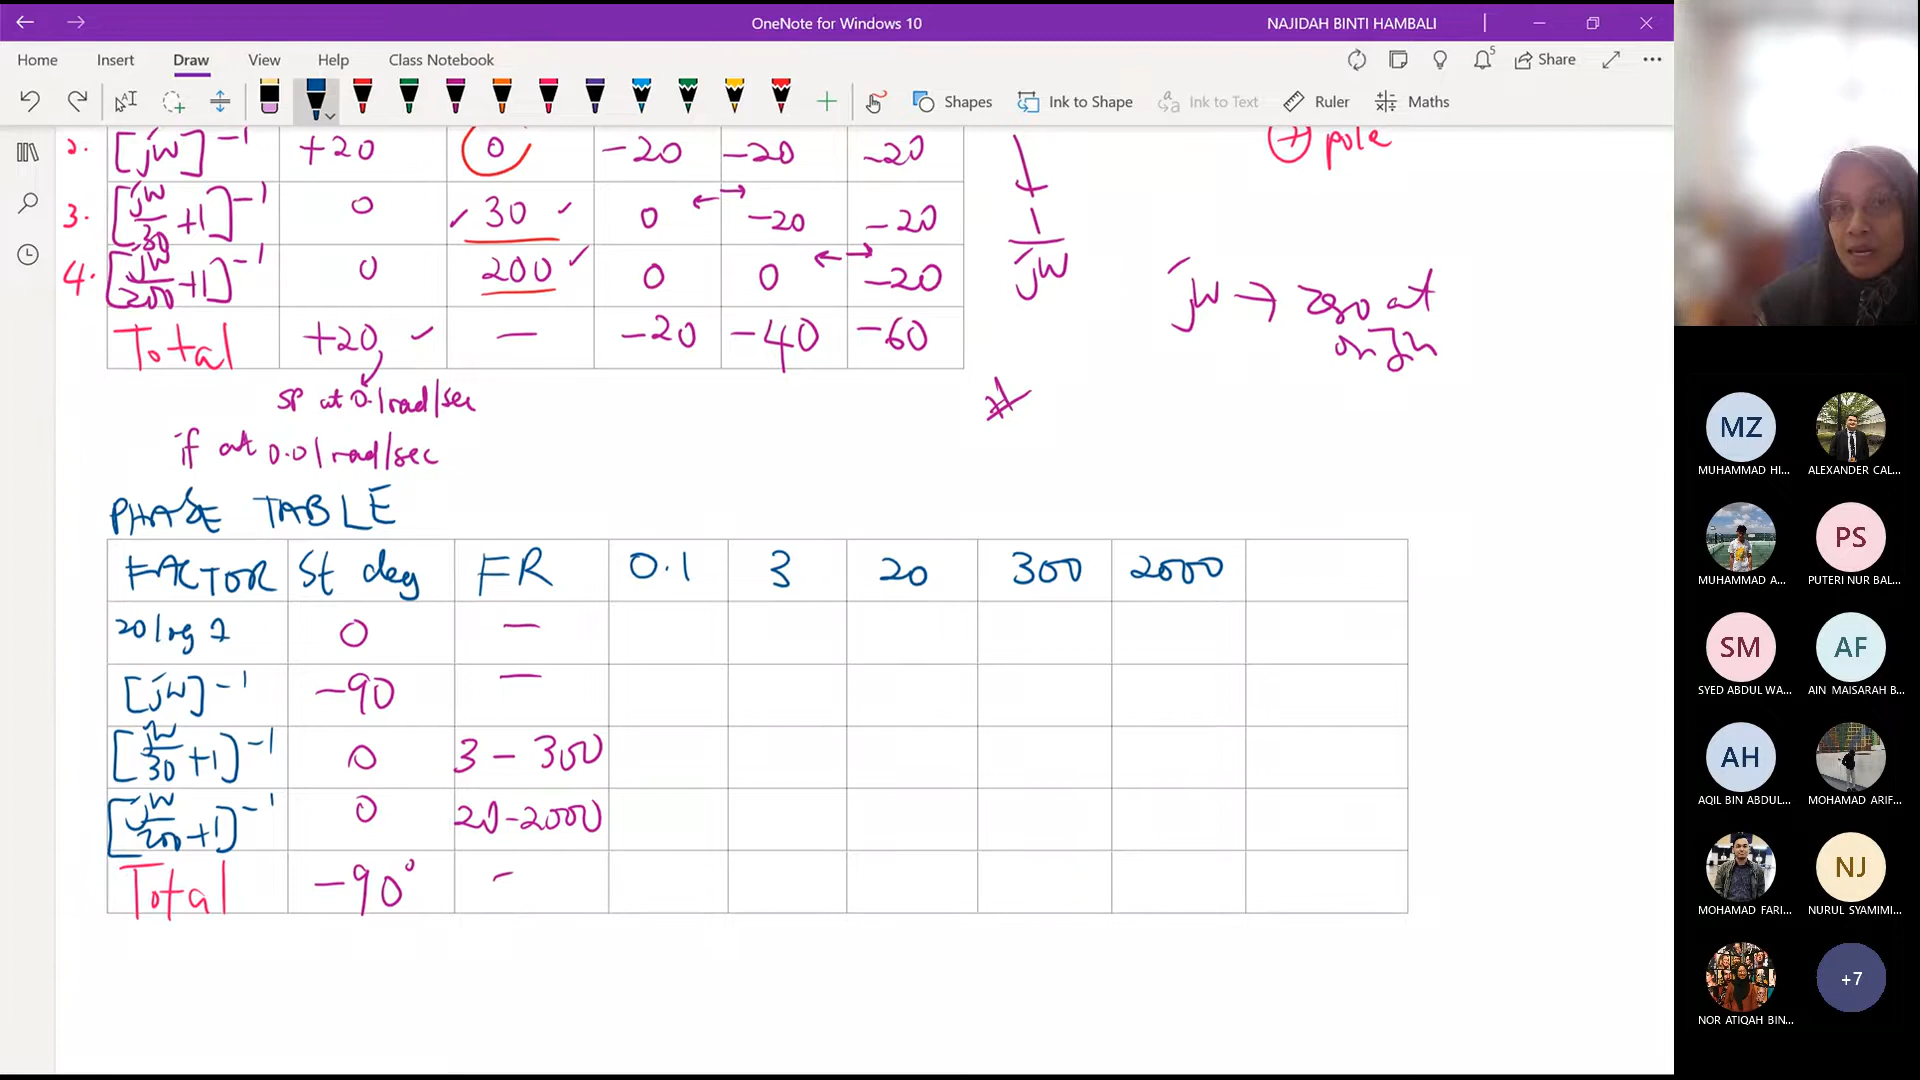 OneNote for Windows 10
NAJIDAH BINTI HAMBALI
Home Insert Draw View Help Class Notebook
5
Share
Shapes Ink to Shape Ink to Text Ruler Maths
2. [jw]⁻¹ +20 0 -20 -20 -20
3. [jw/30 +1]⁻¹ 0 30 0 -20 -20
4. [jw/200 +1]⁻¹ 0 200 0 0 -20
Total +20 — -20 -40 -60
+ pole
1/jw
jw → zero at
origin
SP at 0.1 rad/sec
if at 0.01 rad/sec
PHASE TABLE
FACTOR St deg FR 0.1 3 20 300 2000
20 log 7 0 —
[jw]⁻¹ -90 —
[jw/30 +1]⁻¹ 0 3 - 300
[jw/200 +1]⁻¹ 0 20-2000
Total -90° -
MZ
MUHAMMAD HI...
ALEXANDER CAL...
MUHAMMAD A...
PS
PUTERI NUR BAL...
SM
SYED ABDUL WA...
AF
AIN MAISARAH B...
AH
AQIL BIN ABDUL...
MOHAMAD ARIF...
MOHAMAD FARI...
NJ
NURUL SYAMIMI...
NOR ATIQAH BIN...
+7